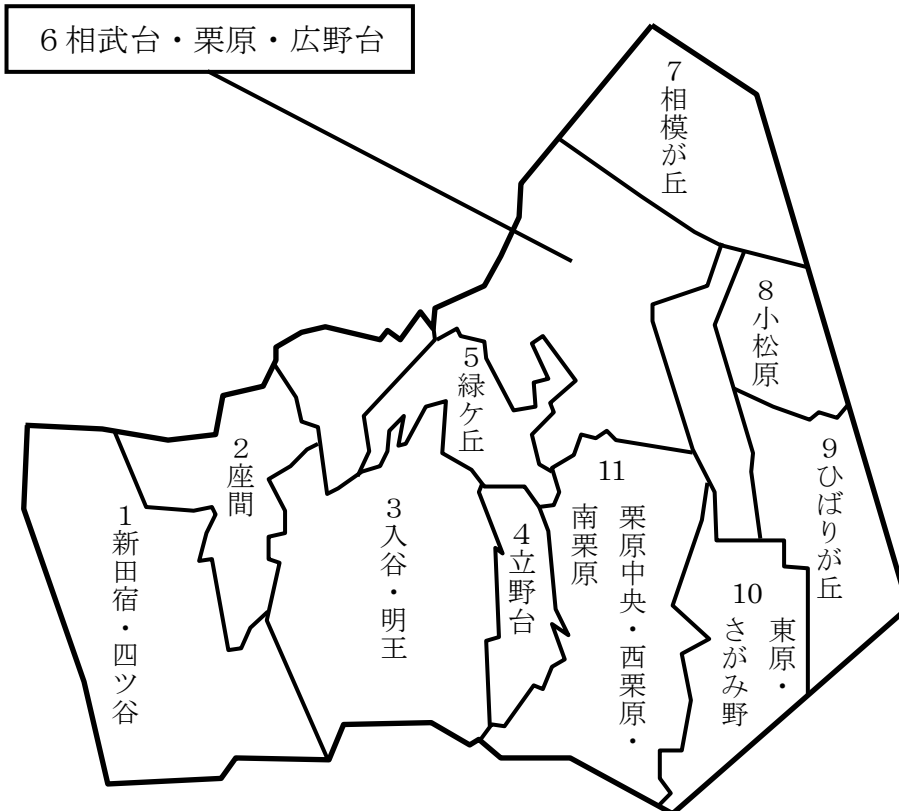 6相武台・栗原・広野台
7相模が丘
8小松原
5緑ケ丘
9ひばりが丘
2座間
11
栗原中央・西栗原・
南栗原
3入谷・明王
1新田宿・四ツ谷
4立野台
10
東原・
さがみ野